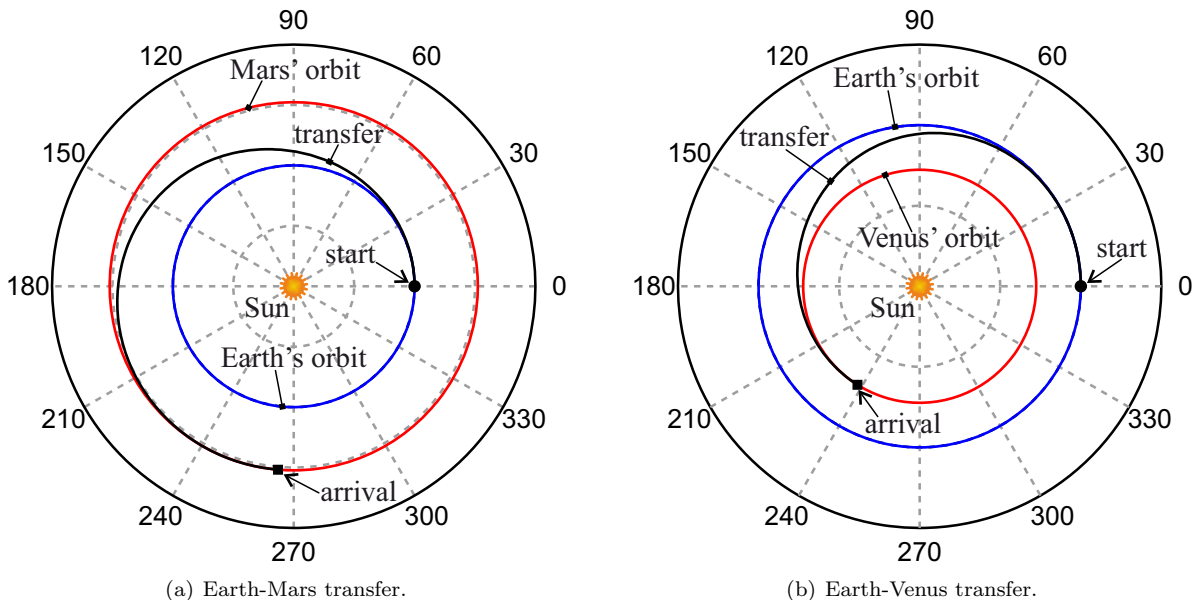 90
120
60
Mars' orbit
transfer
150
30
start
180
0
Sun
Earth's orbit
210
330
arrival
240
300
270
(a) Earth-Mars transfer.
90
120
60
Earth's orbit
transfer
150
30
Venus' orbit
start
180
0
Sun
210
330
arrival
240
300
270
(b) Earth-Venus transfer.